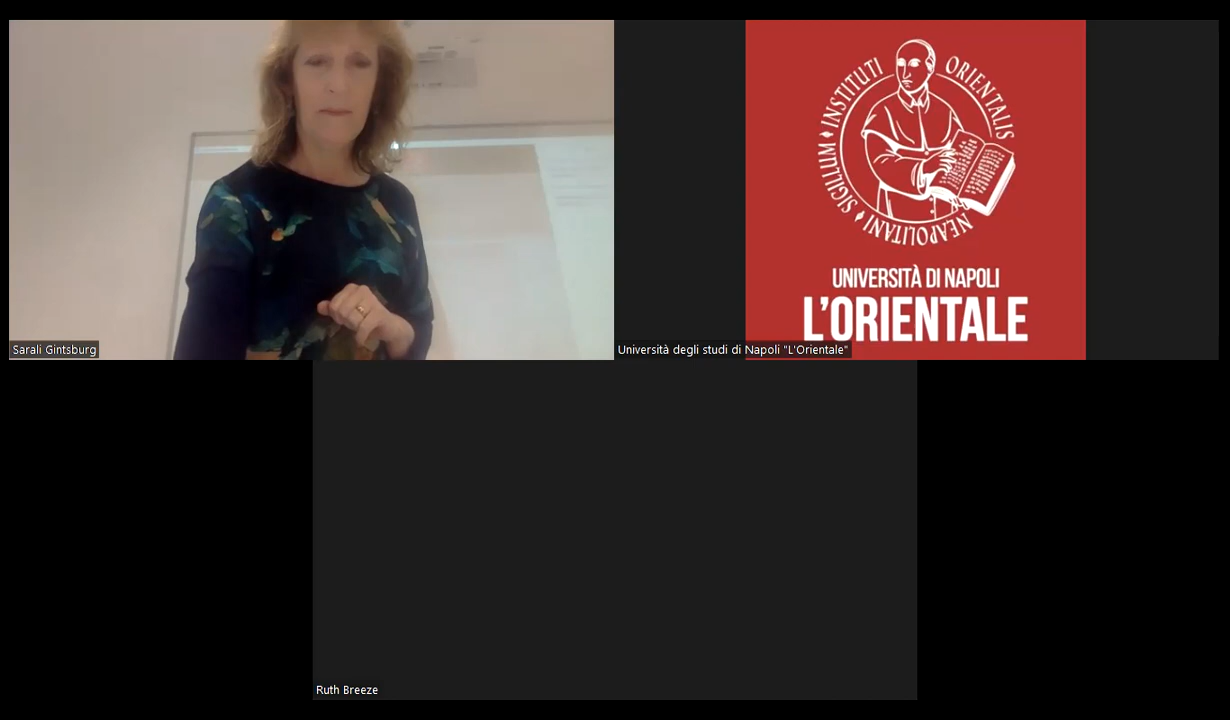 Sarali Gintsburg
SIGILLUM INSTITUTI ORIENTALIS NEAPOLITANI
UNIVERSITÀ DI NAPOLI
L'ORIENTALE
Università degli studi di Napoli "L'Orientale"
Ruth Breeze